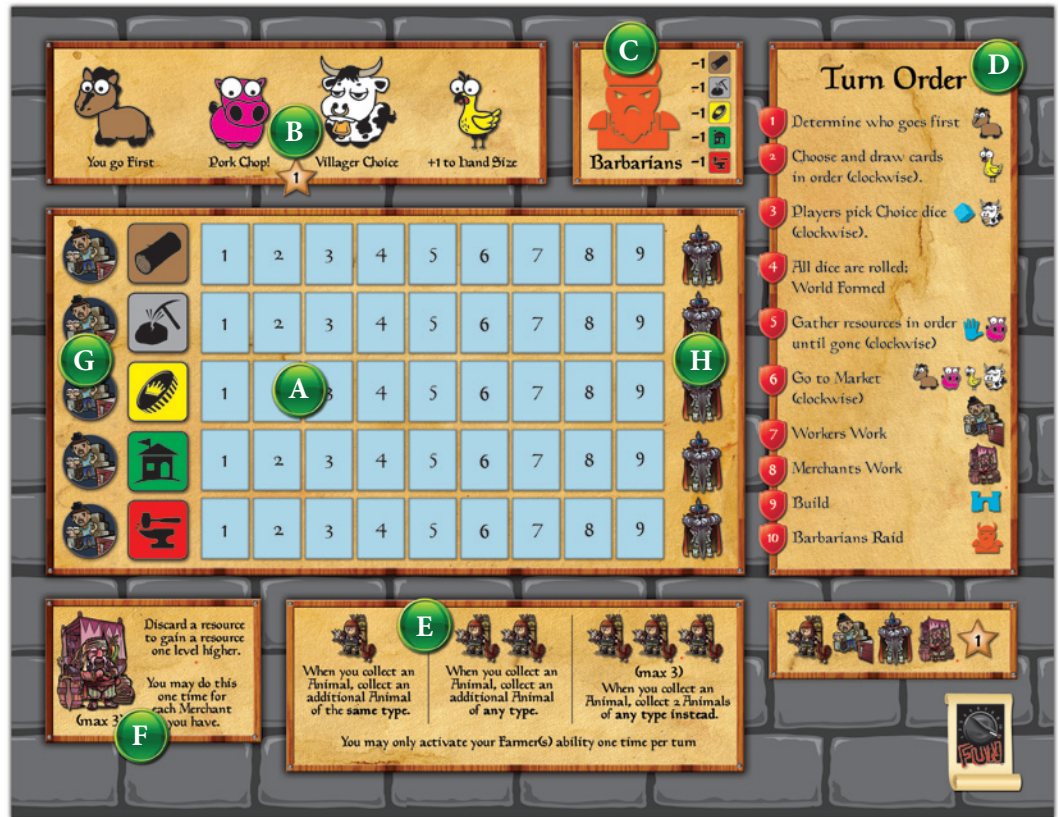 B
You go First
Pork Chop!
Villager Choice
+1 to hand Size
1
C
Barbarians
-1
-1
-1
-1
-1
D
Turn Order
1 Determine who goes first
2 Choose and draw cards
in order (clockwise).
3 Players pick Choice dice
(clockwise).
4 All dice are rolled;
World Formed
5 Gather resources in order
until gone (clockwise)
6 Go to Market
(clockwise)
7 Workers Work
8 Merchants Work
9 Build
10 Barbarians Raid
G
A
H
1 2 3 4 5 6 7 8 9
1 2 3 4 5 6 7 8 9
1 3 4 5 6 7 8 9
1 2 3 4 5 6 7 8 9
1 2 3 4 5 6 7 8 9
Discard a resource
to gain a resource
one level higher.
You may do this
one time for
each Merchant
you have.
(max 3)
F
E
When you collect an
Animal, collect an
additional Animal
of the same type.
When you collect an
Animal, collect an
additional Animal
of any type.
(max 3)
When you collect an
Animal, collect 2 Animals
of any type instead.
You may only activate your Farmer(s) ability one time per turn
1
FUN